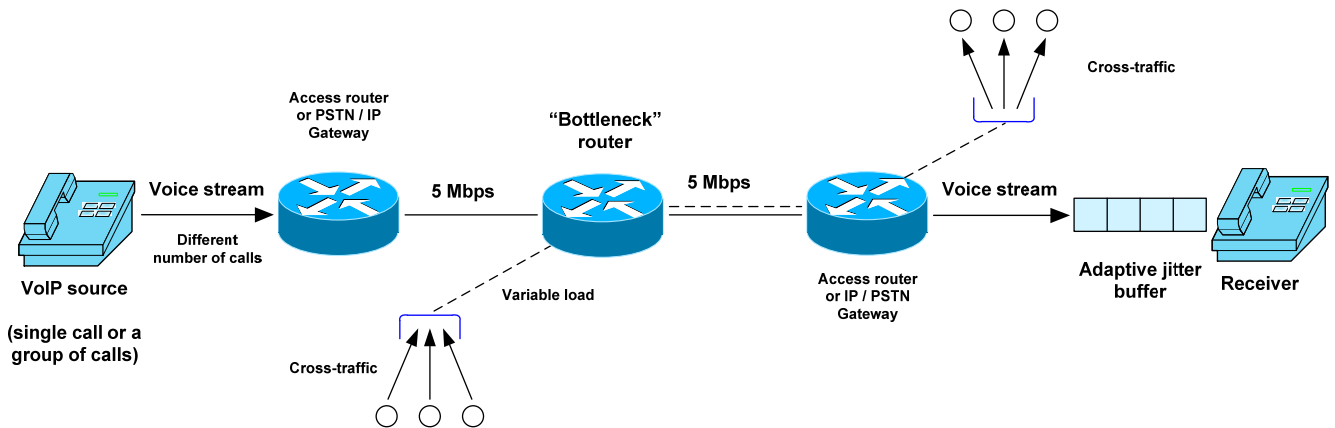 Cross-traffic
Access router
or PSTN / IP
Gateway
“Bottleneck”
router
Voice stream
5 Mbps
5 Mbps
Voice stream
Different
number of calls
VoIP source
(single call or a
group of calls)
Variable load
Access router
or IP / PSTN
Gateway
Adaptive jitter
buffer
Receiver
Cross-traffic